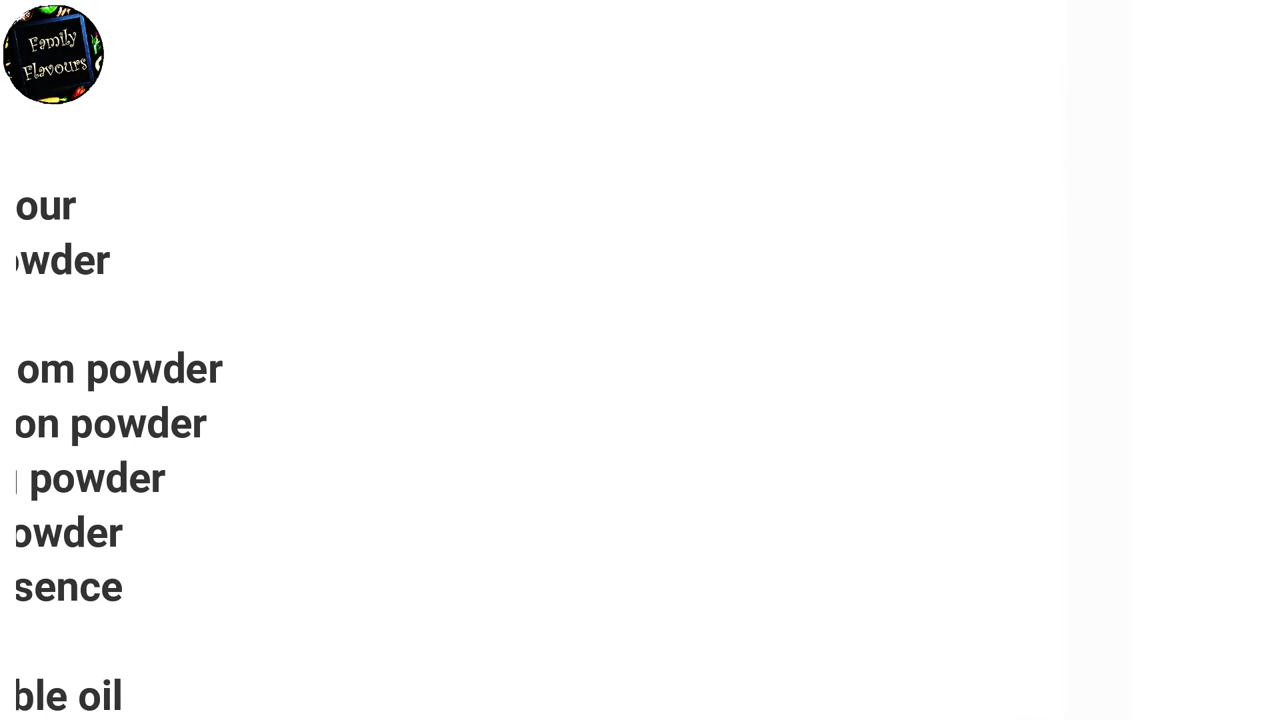 Family
Flavours
our
owder
om powder
on powder
powder
owder
sence
ble oil